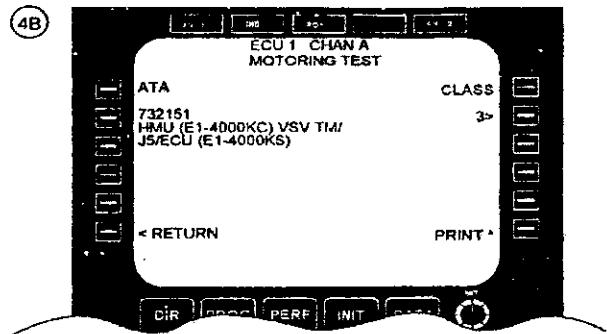 4B
ECU 1 CHAN A
MOTORING TEST
ATA CLASS
732151 3>
HMU (E1-4000KC) VSV TM/
J5/ECU (E1-4000KS)
< RETURN PRINT *
DIR PERF INIT